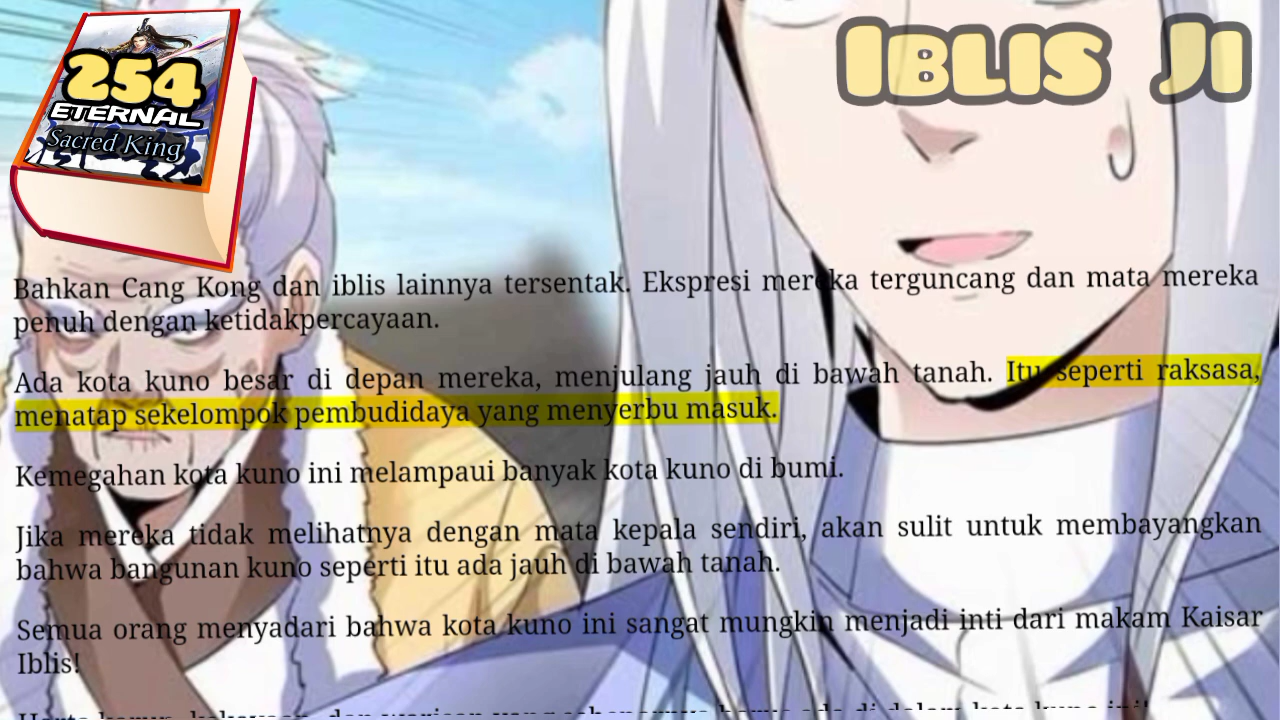 254
ETERNAL
Sacred King
IBLIS JI
Bahkan Cang Kong dan iblis lainnya tersentak. Ekspresi mereka terguncang dan mata mereka
penuh dengan ketidakpercayaan.
Ada kota kuno besar di depan mereka, menjulang jauh di bawah tanah. Itu seperti raksasa,
menatap sekelompok pembudidaya yang menyerbu masuk.
Kemegahan kota kuno ini melampaui banyak kota kuno di bumi.
Jika mereka tidak melihatnya dengan mata kepala sendiri, akan sulit untuk membayangkan
bahwa bangunan kuno seperti itu ada jauh di bawah tanah.
Semua orang menyadari bahwa kota kuno ini sangat mungkin menjadi inti dari makam Kaisar
Iblis!